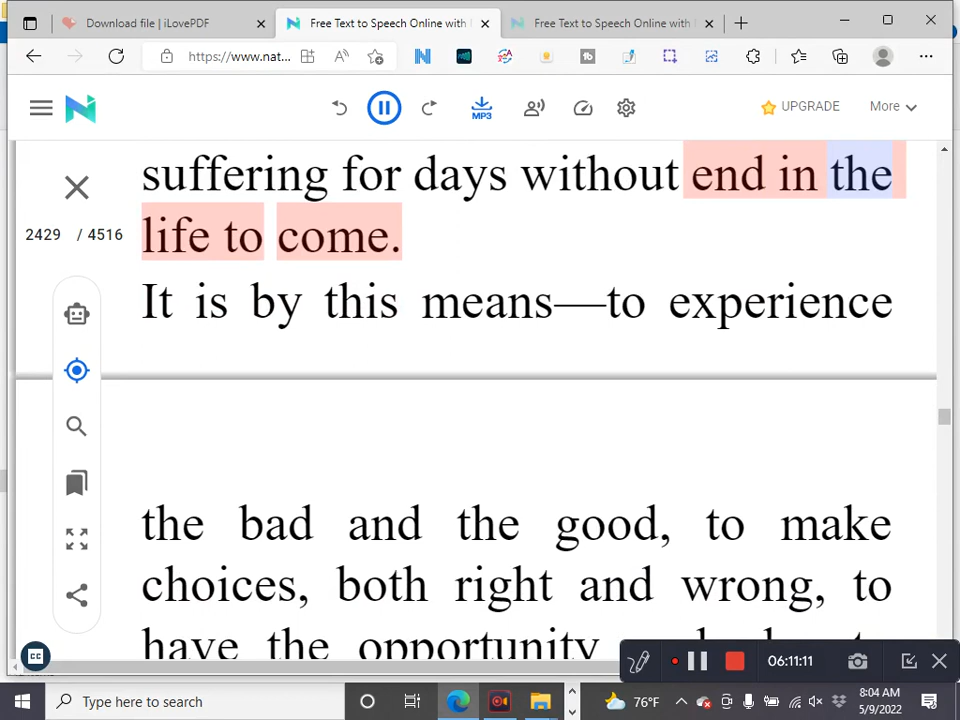 Download file | iLovePDF
Free Text to Speech Online with
Free Text to Speech Online with
https://www.nat...
MP3
UPGRADE
More
suffering for days without end in the
2429 / 4516
life to come.
It is by this means—to experience
the bad and the good, to make
choices, both right and wrong, to
have the opportunity
CC
06:11:11
Type here to search
76°F
8:04 AM
5/9/2022